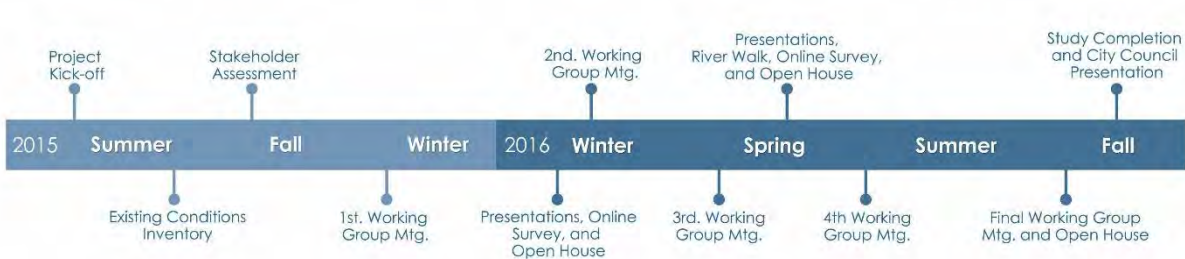 Project
Kick-off
Stakeholder
Assessment
2nd. Working
Group Mtg.
Presentations,
River Walk, Online Survey,
and Open House
Study Completion
and City Council
Presentation
2015 Summer Fall Winter 2016 Winter Spring Summer Fall
Existing Conditions
Inventory
1st. Working
Group Mtg.
Presentations, Online
Survey, and
Open House
3rd. Working
Group Mtg.
4th Working
Group Mtg.
Final Working Group
Mtg. and Open House